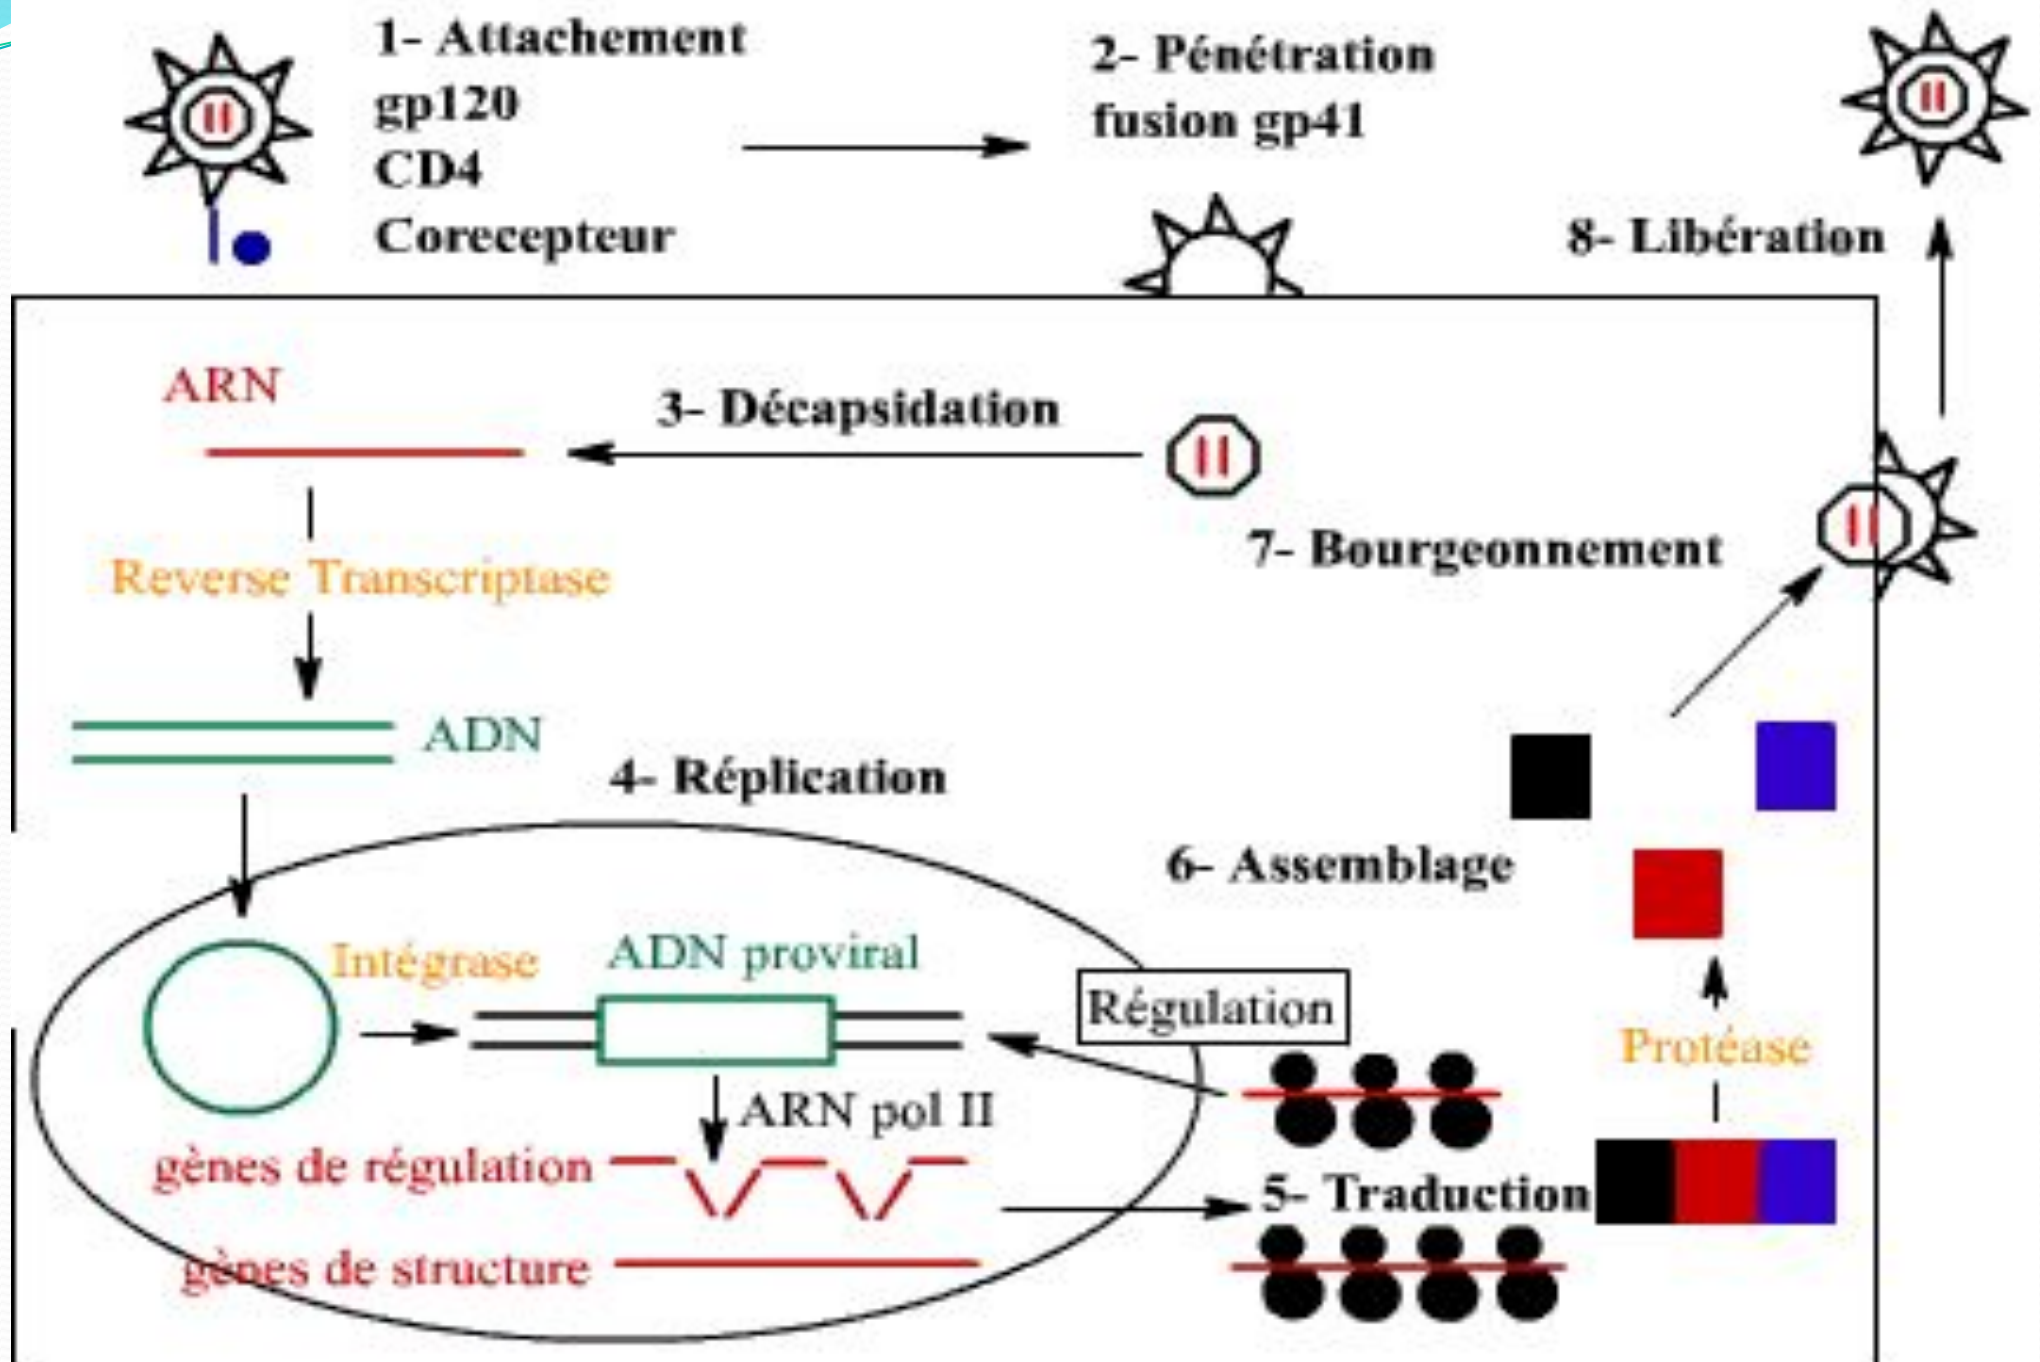 1- Attachement
gp120
CD4
Corecepteur
2- Pénétration
fusion gp41
8- Libération
ARN
3- Décapsidation
Reverse Transcriptase
7- Bourgeonnement
ADN
4- Réplication
6- Assemblage
Intégrase
ADN proviral
Régulation
Protéase
ARN pol II
gènes de régulation
5- Traduction
gènes de structure